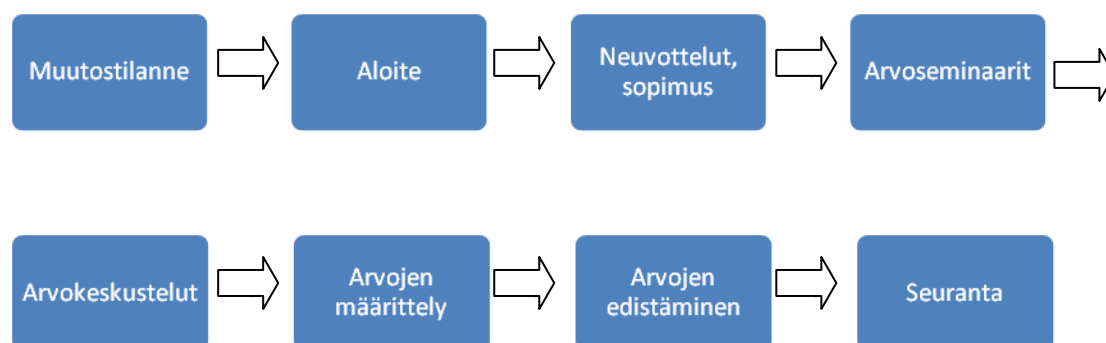 Muutostilanne
Aloite
Neuvottelut,
sopimus
Arvoseminaarit
Arvokeskustelut
Arvojen
määrittely
Arvojen
edistäminen
Seuranta